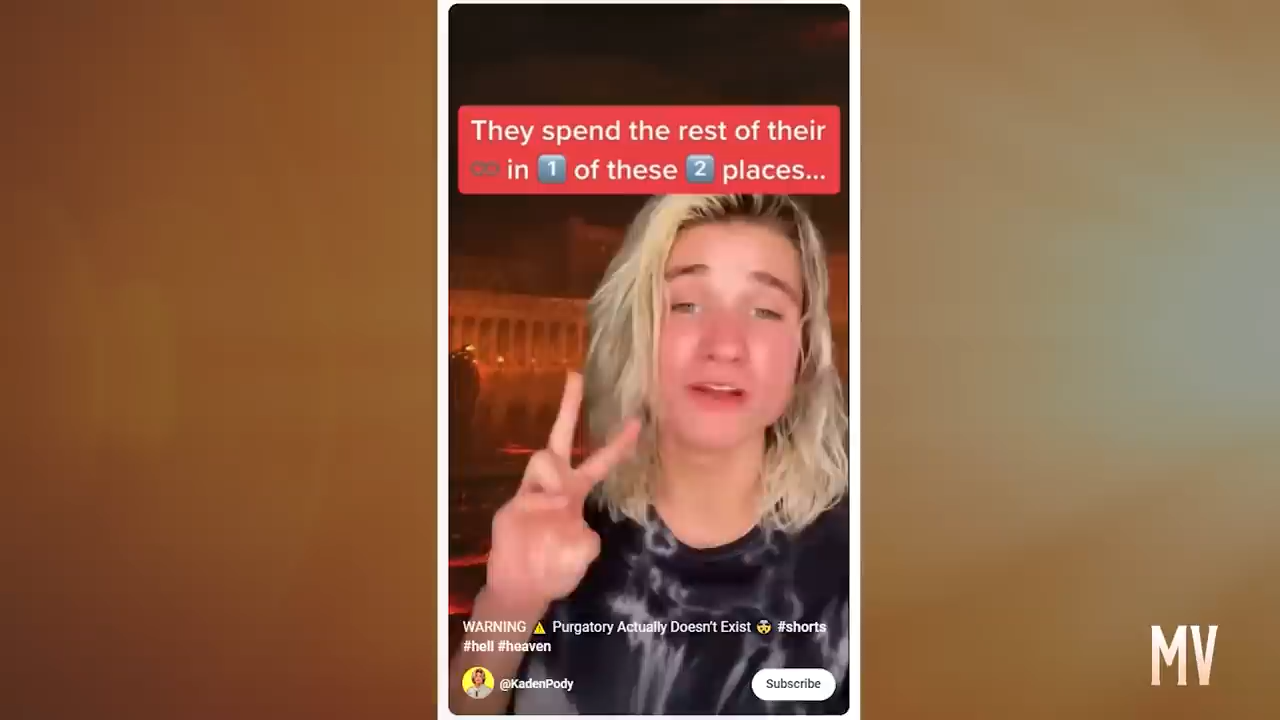 They spend the rest of their
♾️ in 1️⃣ of these 2️⃣ places...
WARNING ⚠️ Purgatory Actually Doesn't Exist 🤯 #shorts
#hell #heaven
@KadenPody
Subscribe
MV